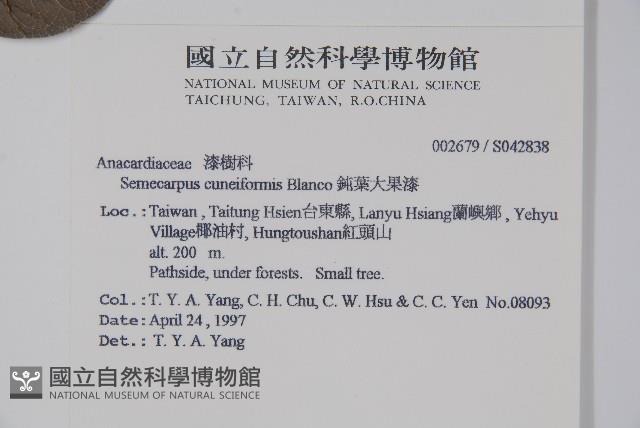 國立自然科學博物館
NATIONAL MUSEUM OF NATURAL SCIENCE
TAICHUNG, TAIWAN, R.O.CHINA
002679 / S042838
Anacardiaceae 漆樹科
Semecarpus cuneiformis Blanco 鈍葉大果漆
Loc.: Taiwan , Taitung Hsien台東縣, Lanyu Hsiang蘭嶼鄉 , Yehyu
Village椰油村, Hungtoushan紅頭山
alt. 200 m.
Pathside, under forests. Small tree.
Col.: T. Y. A. Yang, C. H. Chu, C. W. Hsu & C. C. Yen No.08093
Date: April 24 , 1997
Det.: T. Y. A. Yang
國立自然科學博物館
NATIONAL MUSEUM OF NATURAL SCIENCE